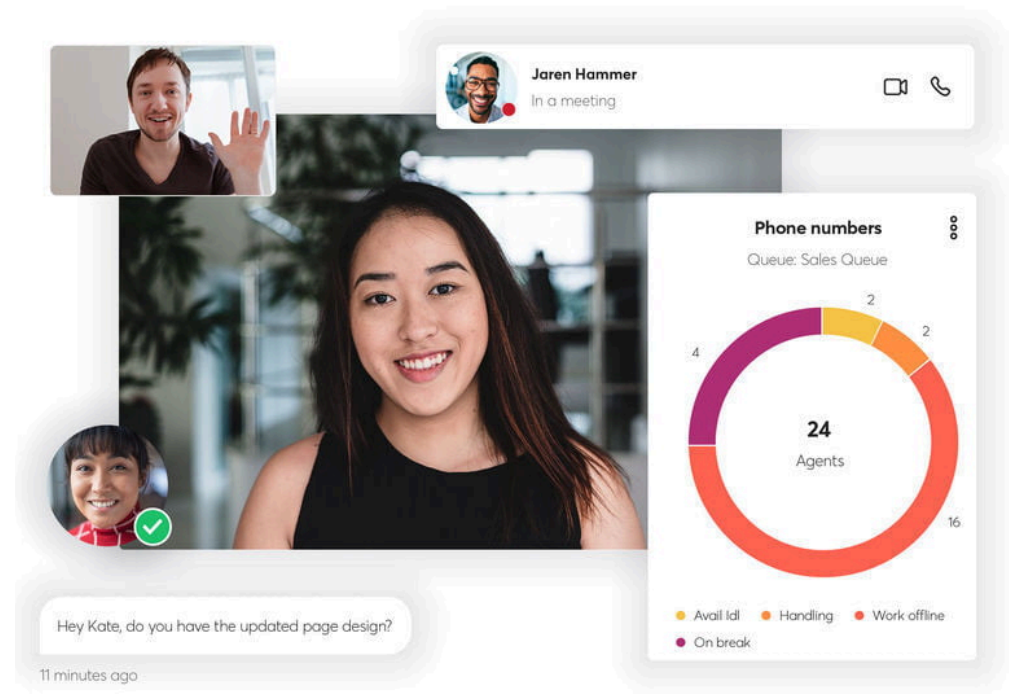 Jaren Hammer
In a meeting
Phone numbers
Queue: Sales Queue
2
2
4
24
Agents
16
Avail Idl
Handling
Work offline
On break
Hey Kate, do you have the updated page design?
11 minutes ago